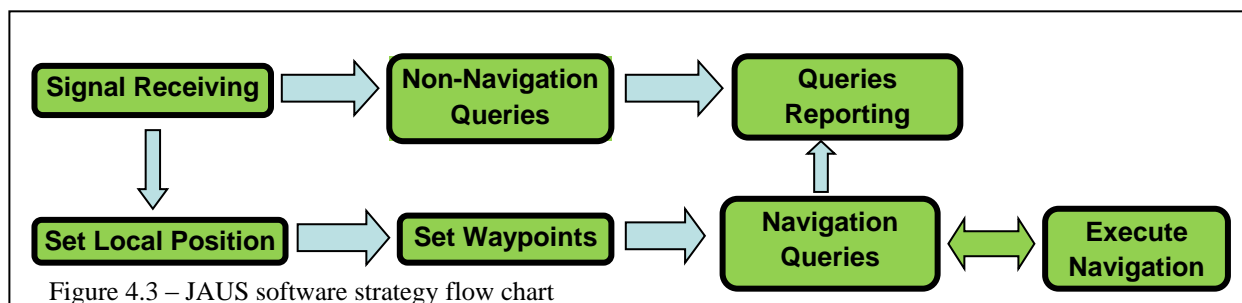 Signal Receiving
Non-Navigation
Queries
Queries
Reporting
Set Local Position
Set Waypoints
Navigation
Queries
Execute
Navigation
Figure 4.3 – JAUS software strategy flow chart